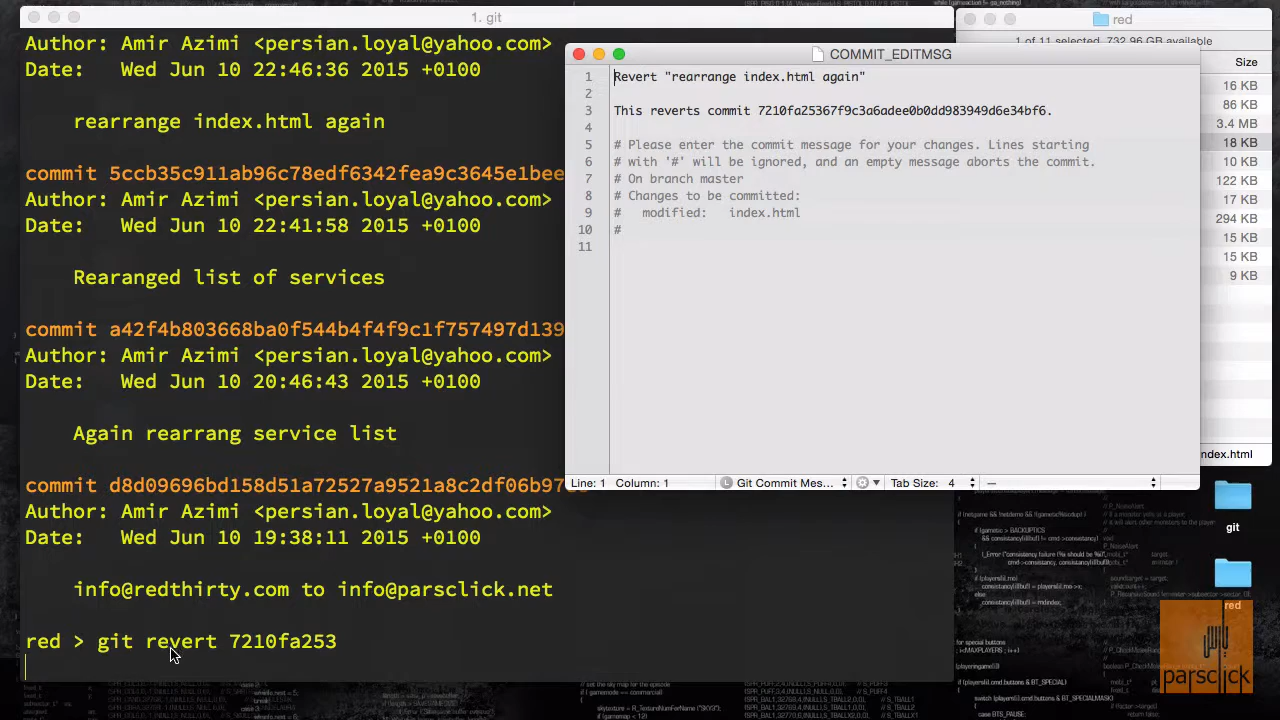 1. git
Author: Amir Azimi <persian.loyal@yahoo.com>
Date:   Wed Jun 10 22:46:36 2015 +0100
rearrange index.html again
commit 5ccb35c911ab96c78edf6342fea9c3645e1bee
Author: Amir Azimi <persian.loyal@yahoo.com>
Date:   Wed Jun 10 22:41:58 2015 +0100
Rearranged list of services
commit a42f4b803668ba0f544b4f4f9c1f757497d139
Author: Amir Azimi <persian.loyal@yahoo.com>
Date:   Wed Jun 10 20:46:43 2015 +0100
Again rearrang service list
commit d8d09696bd158d51a72527a9521a8c2df06b97
Author: Amir Azimi <persian.loyal@yahoo.com>
Date:   Wed Jun 10 19:38:11 2015 +0100
info@redthirty.com to info@parsclick.net
red > git revert 7210fa253
COMMIT_EDITMSG
1 Revert "rearrange index.html again"
2
3 This reverts commit 7210fa25367f9c3a6adee0b0dd983949d6e34bf6.
4
5 # Please enter the commit message for your changes. Lines starting
6 # with '#' will be ignored, and an empty message aborts the commit.
7 # On branch master
8 # Changes to be committed:
9 #   modified:   index.html
10 #
11
Line: 1 Column: 1 Git Commit Mes... Tab Size: 4 —
red
1 of 11 selected, 732.96 GB available
Size
16 KB
86 KB
3.4 MB
18 KB
10 KB
122 KB
17 KB
294 KB
15 KB
15 KB
9 KB
ndex.html
git
red
پارس
parsclick